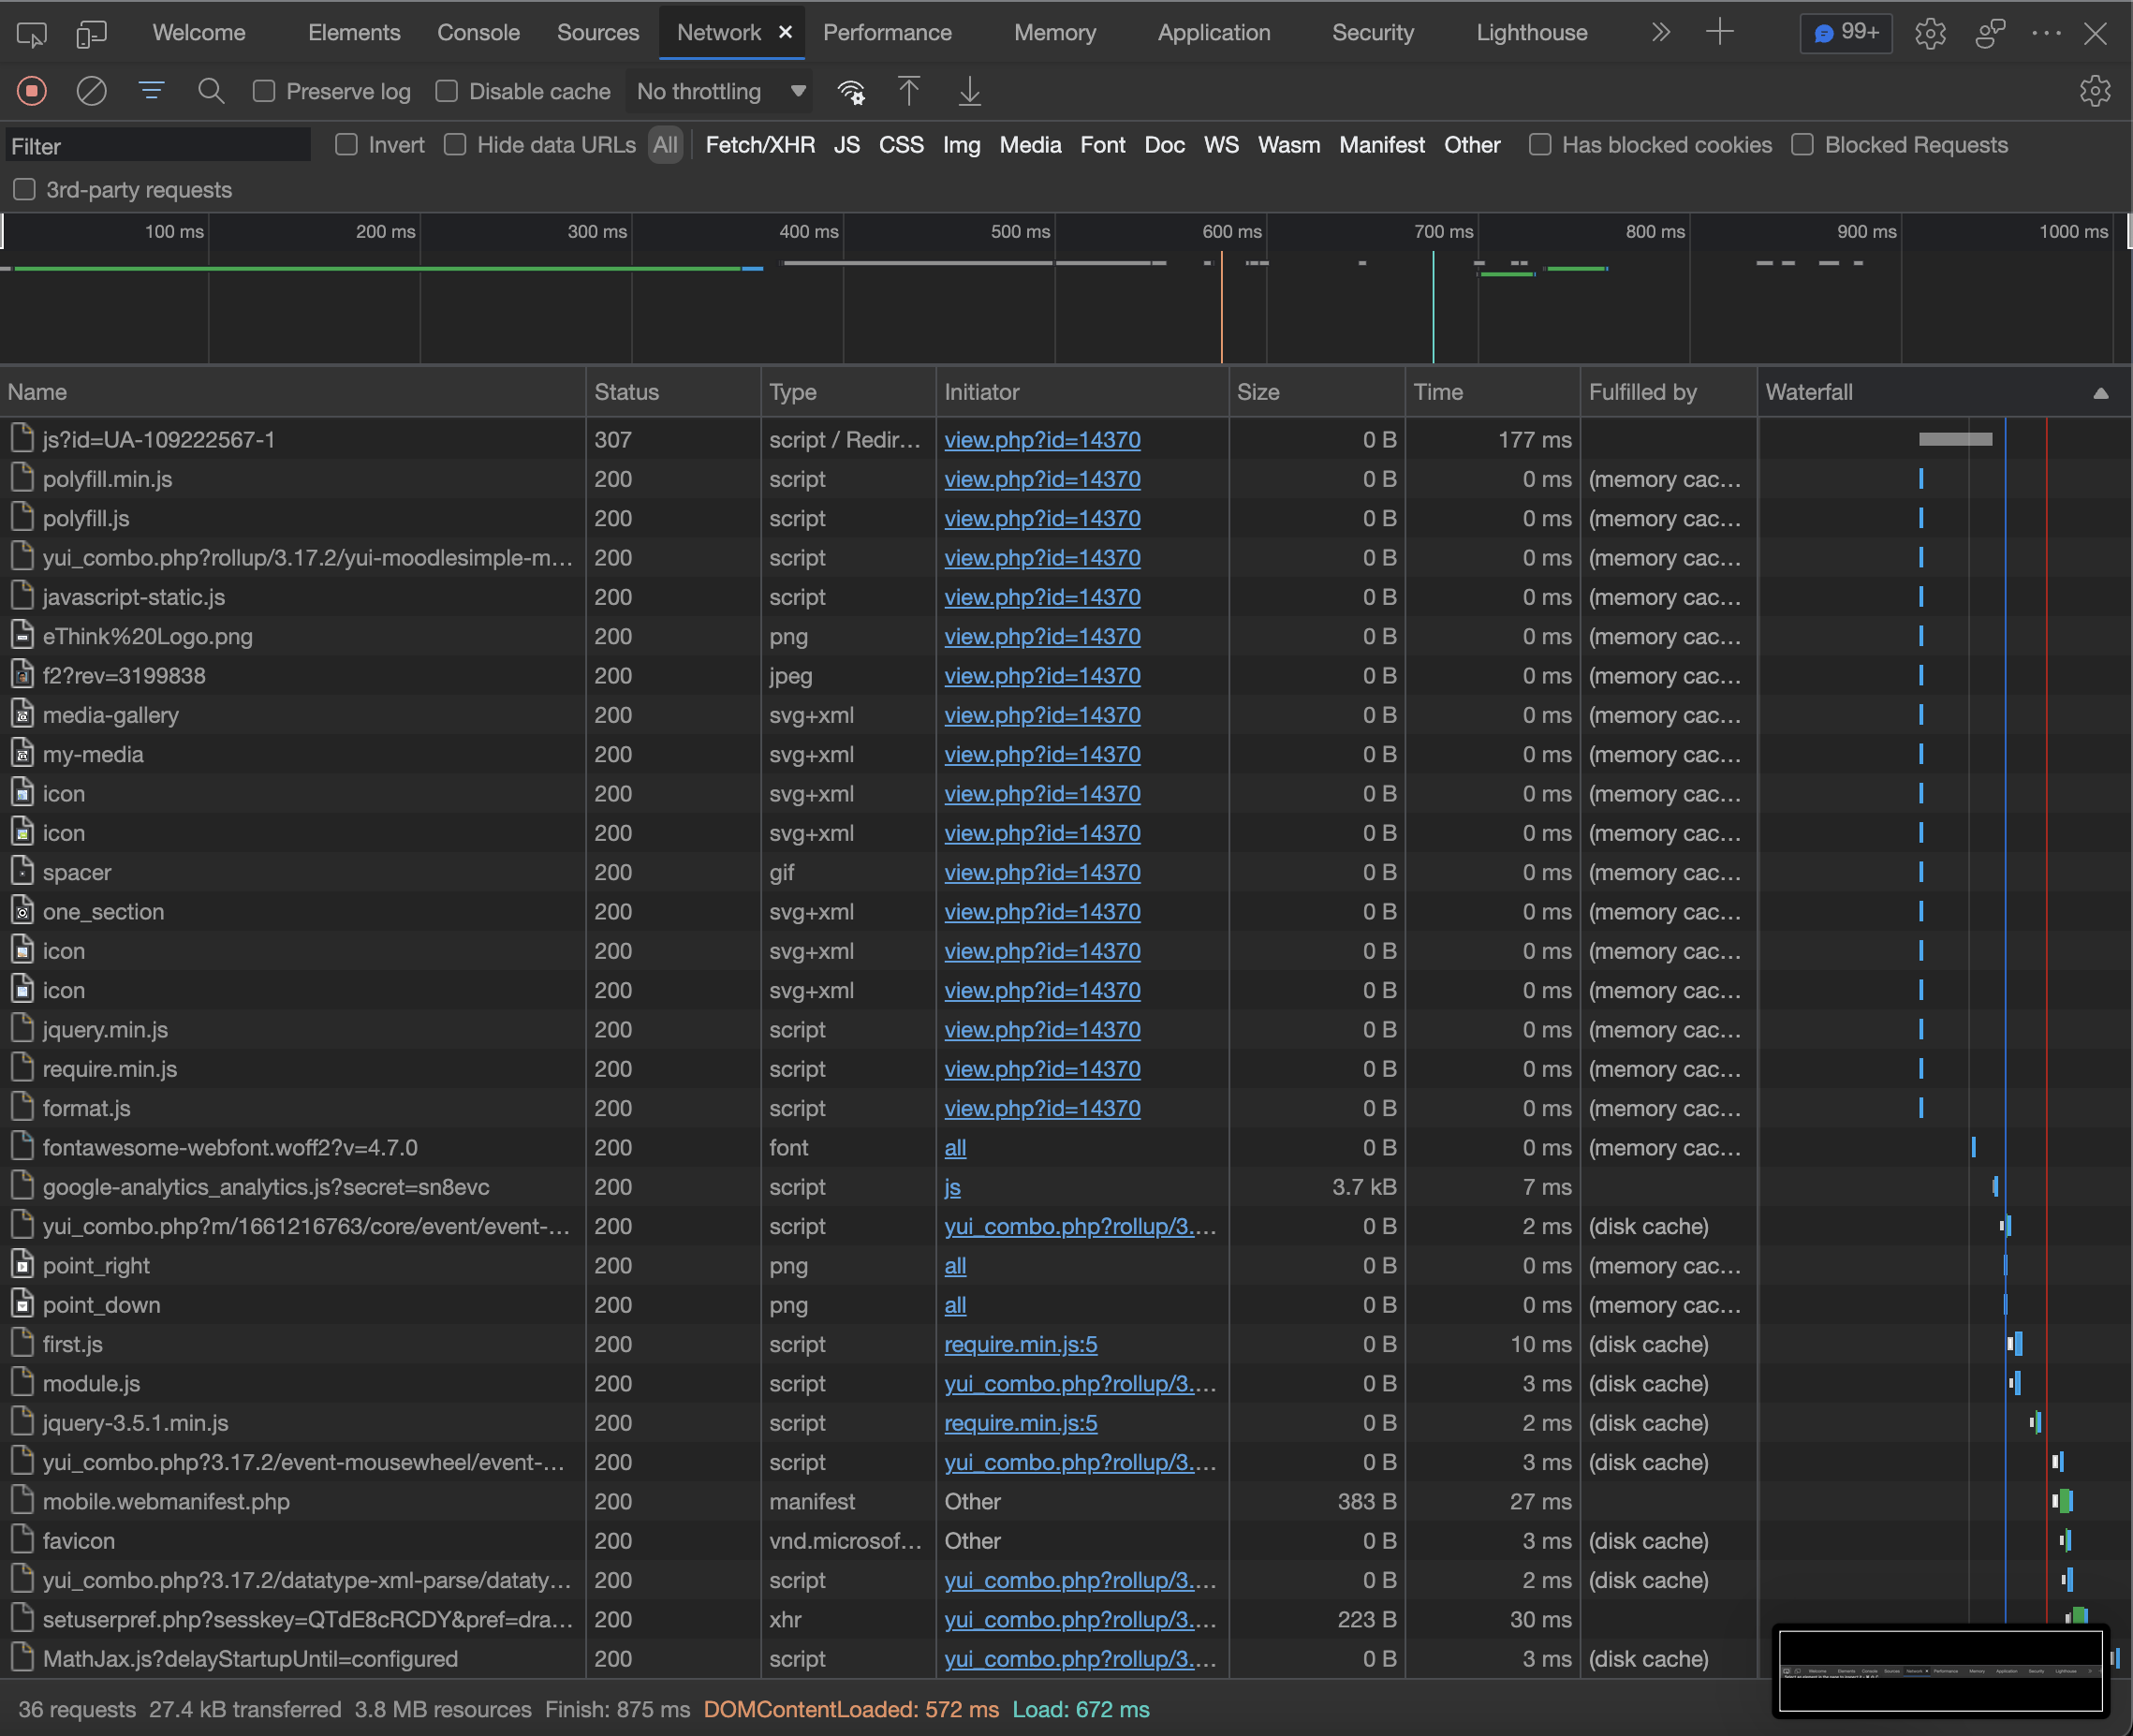 Welcome Elements Console Sources Network × Performance Memory Application Security Lighthouse 99+
Preserve log Disable cache No throttling
Filter Invert Hide data URLs All Fetch/XHR JS CSS Img Media Font Doc WS Wasm Manifest Other Has blocked cookies Blocked Requests
3rd-party requests
100 ms 200 ms 300 ms 400 ms 500 ms 600 ms 700 ms 800 ms 900 ms 1000 ms
Name Status Type Initiator Size Time Fulfilled by Waterfall
js?id=UA-109222567-1 307 script / Redir… view.php?id=14370 0 B 177 ms
polyfill.min.js 200 script view.php?id=14370 0 B 0 ms (memory cac…
polyfill.js 200 script view.php?id=14370 0 B 0 ms (memory cac…
yui_combo.php?rollup/3.17.2/yui-moodlesimple-m… 200 script view.php?id=14370 0 B 0 ms (memory cac…
javascript-static.js 200 script view.php?id=14370 0 B 0 ms (memory cac…
eThink%20Logo.png 200 png view.php?id=14370 0 B 0 ms (memory cac…
f2?rev=3199838 200 jpeg view.php?id=14370 0 B 0 ms (memory cac…
media-gallery 200 svg+xml view.php?id=14370 0 B 0 ms (memory cac…
my-media 200 svg+xml view.php?id=14370 0 B 0 ms (memory cac…
icon 200 svg+xml view.php?id=14370 0 B 0 ms (memory cac…
icon 200 svg+xml view.php?id=14370 0 B 0 ms (memory cac…
spacer 200 gif view.php?id=14370 0 B 0 ms (memory cac…
one_section 200 svg+xml view.php?id=14370 0 B 0 ms (memory cac…
icon 200 svg+xml view.php?id=14370 0 B 0 ms (memory cac…
icon 200 svg+xml view.php?id=14370 0 B 0 ms (memory cac…
jquery.min.js 200 script view.php?id=14370 0 B 0 ms (memory cac…
require.min.js 200 script view.php?id=14370 0 B 0 ms (memory cac…
format.js 200 script view.php?id=14370 0 B 0 ms (memory cac…
fontawesome-webfont.woff2?v=4.7.0 200 font all 0 B 0 ms (memory cac…
google-analytics_analytics.js?secret=sn8evc 200 script js 3.7 kB 7 ms
yui_combo.php?m/1661216763/core/event/event-… 200 script yui_combo.php?rollup/3.… 0 B 2 ms (disk cache)
point_right 200 png all 0 B 0 ms (memory cac…
point_down 200 png all 0 B 0 ms (memory cac…
first.js 200 script require.min.js:5 0 B 10 ms (disk cache)
module.js 200 script yui_combo.php?rollup/3.… 0 B 3 ms (disk cache)
jquery-3.5.1.min.js 200 script require.min.js:5 0 B 2 ms (disk cache)
yui_combo.php?3.17.2/event-mousewheel/event-… 200 script yui_combo.php?rollup/3.… 0 B 3 ms (disk cache)
mobile.webmanifest.php 200 manifest Other 383 B 27 ms
favicon 200 vnd.microsof… Other 0 B 3 ms (disk cache)
yui_combo.php?3.17.2/datatype-xml-parse/dataty… 200 script yui_combo.php?rollup/3.… 0 B 2 ms (disk cache)
setuserpref.php?sesskey=QTdE8cRCDY&pref=dra… 200 xhr yui_combo.php?rollup/3.… 223 B 30 ms
MathJax.js?delayStartupUntil=configured 200 script yui_combo.php?rollup/3.… 0 B 3 ms (disk cache)
36 requests 27.4 kB transferred 3.8 MB resources Finish: 875 ms DOMContentLoaded: 572 ms Load: 672 ms